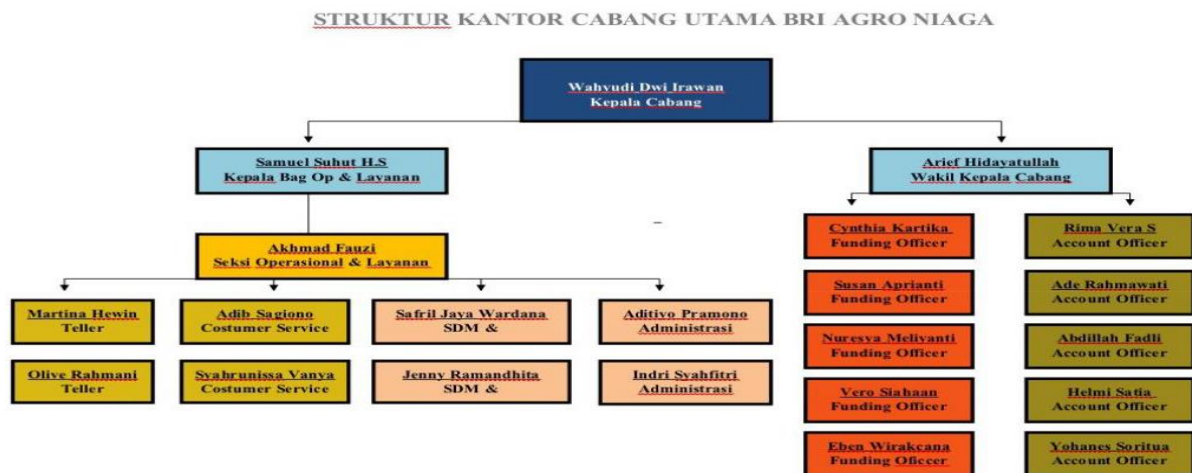 STRUKTUR KANTOR CABANG UTAMA BRI AGRO NIAGA
Wahyudi Dwi Irawan
Kepala Cabang
Samuel Suhut H.S
Kepala Bag Op & Layanan
Arief Hidayatullah
Wakil Kepala Cabang
Akhmad Fauzi
Seksi Operasional & Layanan
Martina Hewin
Teller
Adib Sagiono
Costumer Service
Safril Jaya Wardana
SDM &
Aditiyo Pramono
Administrasi
Olive Rahmani
Teller
Syahrunissa Vanya
Costumer Service
Jenny Ramandhita
SDM &
Indri Syahfitri
Administrasi
Cynthia Kartika
Funding Officer
Rima Vera S
Account Officer
Susan Aprianti
Funding Officer
Ade Rahmawati
Account Officer
Nuresya Meliyanti
Funding Officer
Abdillah Fadli
Account Officer
Vero Siahaan
Funding Officer
Helmi Satia
Account Officer
Eben Wirakcana
Funding Oficcer
Yohanes Soritua
Account Officer